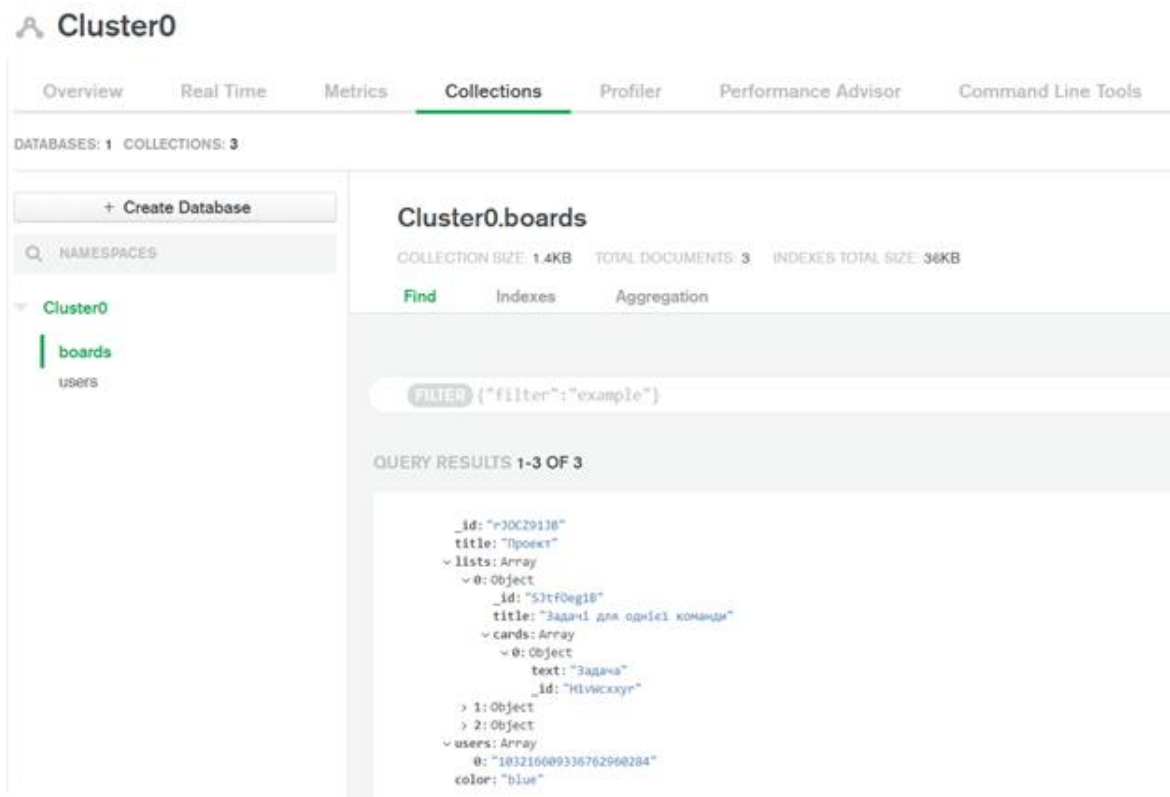 Cluster0
Overview Real Time Metrics Collections Profiler Performance Advisor Command Line Tools
DATABASES: 1 COLLECTIONS: 3
+ Create Database
NAMESPACES
Cluster0
boards
users
Cluster0.boards
COLLECTION SIZE: 1.4KB TOTAL DOCUMENTS: 3 INDEXES TOTAL SIZE: 36KB
Find Indexes Aggregation
FILTER {"filter":"example"}
QUERY RESULTS 1-3 OF 3
_id: "rJOCZ91JB"
title: "Проект"
lists: Array
0: Object
_id: "SJtfOeg1B"
title: "Задачі для однієї команди"
cards: Array
0: Object
text: "Задача"
_id: "H1vWcxxyr"
1: Object
2: Object
users: Array
0: "103216609336762960284"
color: "blue"